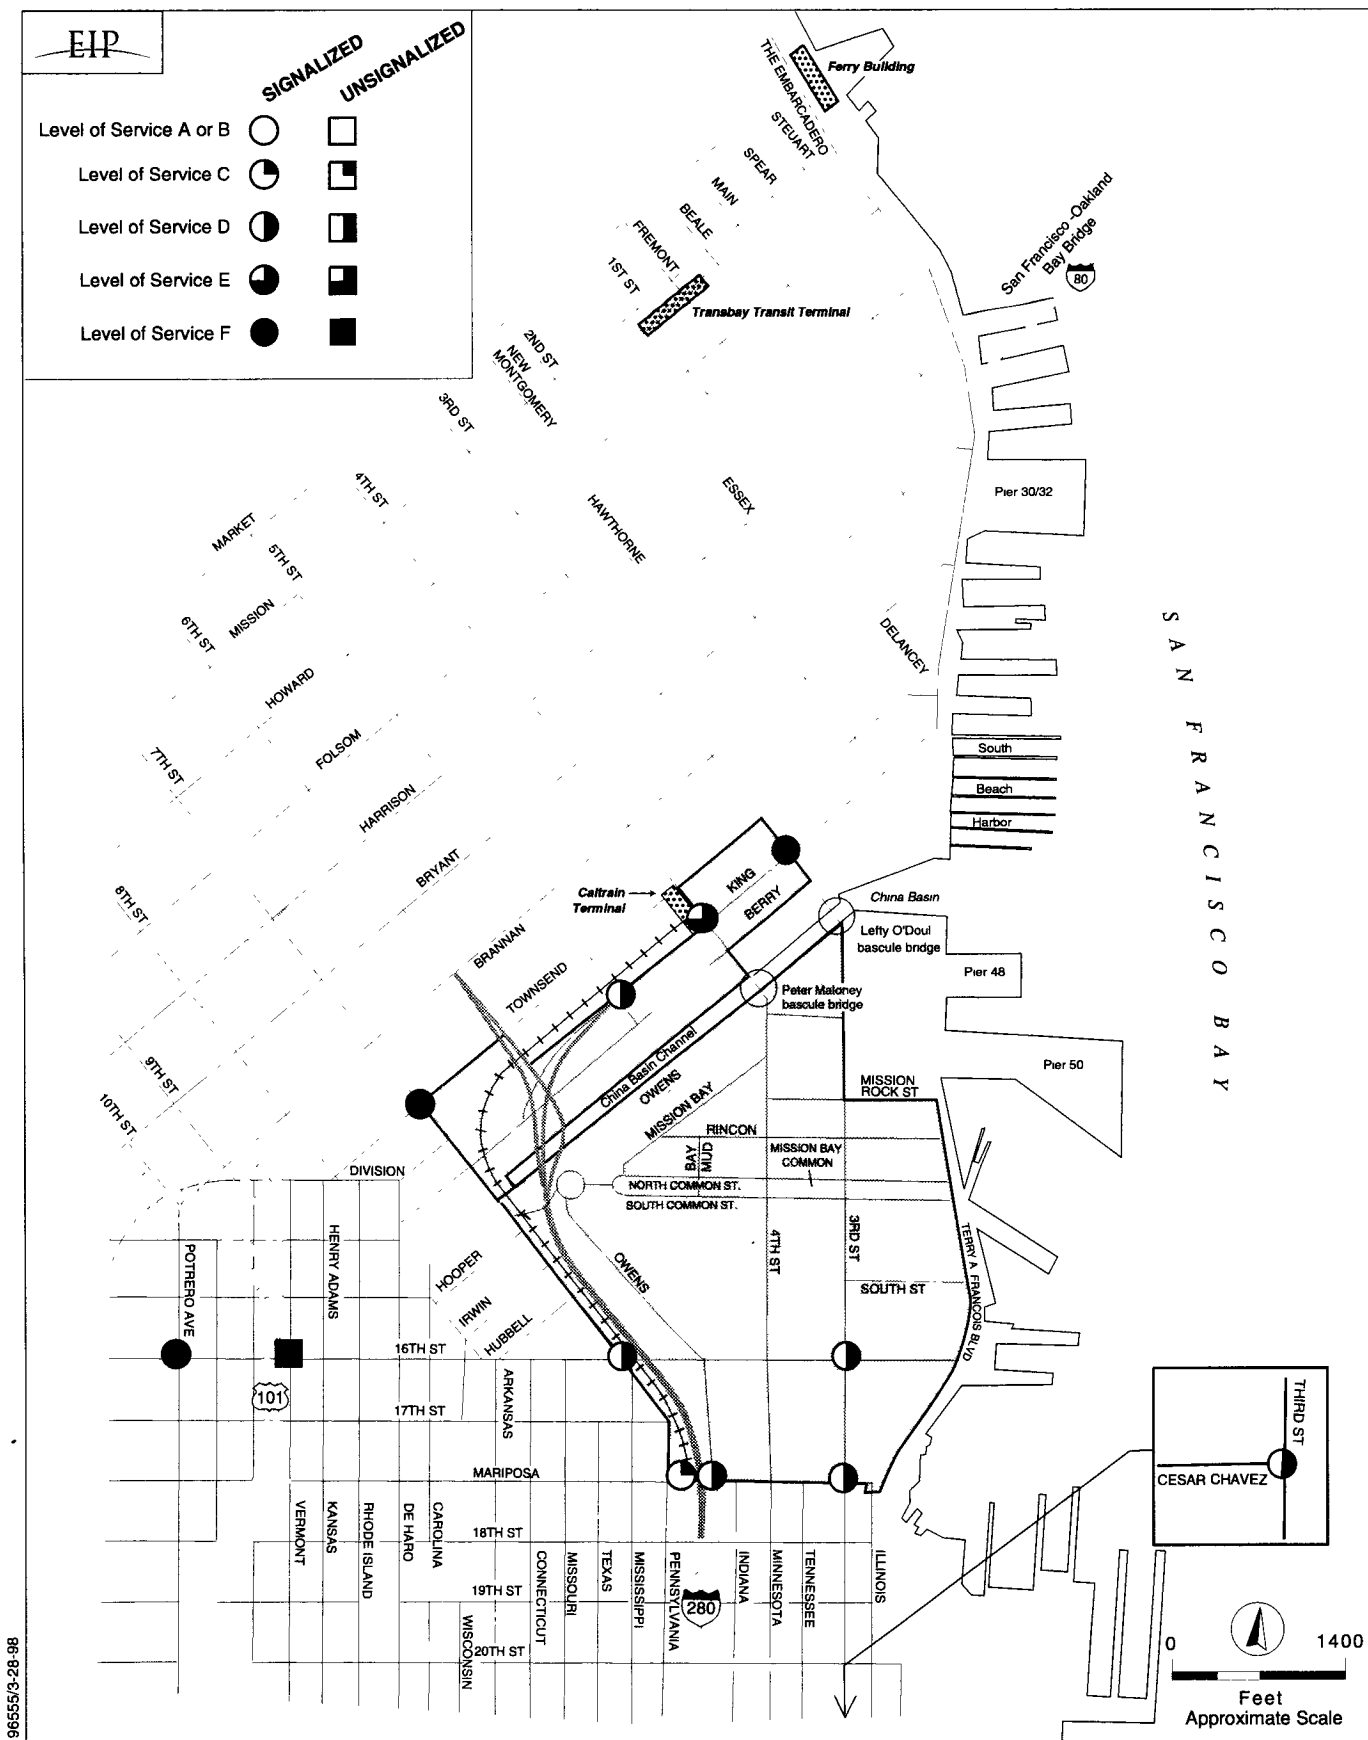 EIP
SIGNALIZED
UNSIGNALIZED
Level of Service A or B
Level of Service C
Level of Service D
Level of Service E
Level of Service F
Ferry Building
THE EMBARCADERO
STEUART
SPEAR
MAIN
BEALE
FREMONT
1ST ST
Transbay Transit Terminal
San Francisco -Oakland
Bay Bridge
80
2ND ST
NEW
MONTGOMERY
3RD ST
4TH ST
MARKET
5TH ST
MISSION
6TH ST
HOWARD
HAWTHORNE
ESSEX
Pier 30/32
DELANCEY
FOLSOM
7TH ST
HARRISON
BRYANT
8TH ST
South
Beach
Harbor
SAN FRANCISCO BAY
Caltrain
Terminal
KING
BERRY
China Basin
Lefty O'Doul
bascule bridge
BRANNAN
TOWNSEND
Pier 48
Peter Maloney
bascule bridge
9TH ST
10TH ST
China Basin Channel
OWENS
MISSION BAY
Pier 50
MISSION
ROCK ST
RINCON
MUD
BAY
MISSION BAY
COMMON
DIVISION
NORTH COMMON ST.
SOUTH COMMON ST.
POTRERO AVE
HENRY ADAMS
HOOPER
IRWIN
HUBBELL
OWENS
4TH ST
3RD ST
SOUTH ST
TERRY A FRANCOIS BLVD
16TH ST
101
17TH ST
ARKANSAS
MARIPOSA
THIRD ST
CESAR CHAVEZ
VERMONT
KANSAS
RHODE ISLAND
DE HARO
CAROLINA
18TH ST
19TH ST
20TH ST
WISCONSIN
CONNECTICUT
MISSOURI
TEXAS
MISSISSIPPI
PENNSYLVANIA
280
INDIANA
MINNESOTA
TENNESSEE
ILLINOIS
0 1400
Feet
Approximate Scale
96555/3-28-98